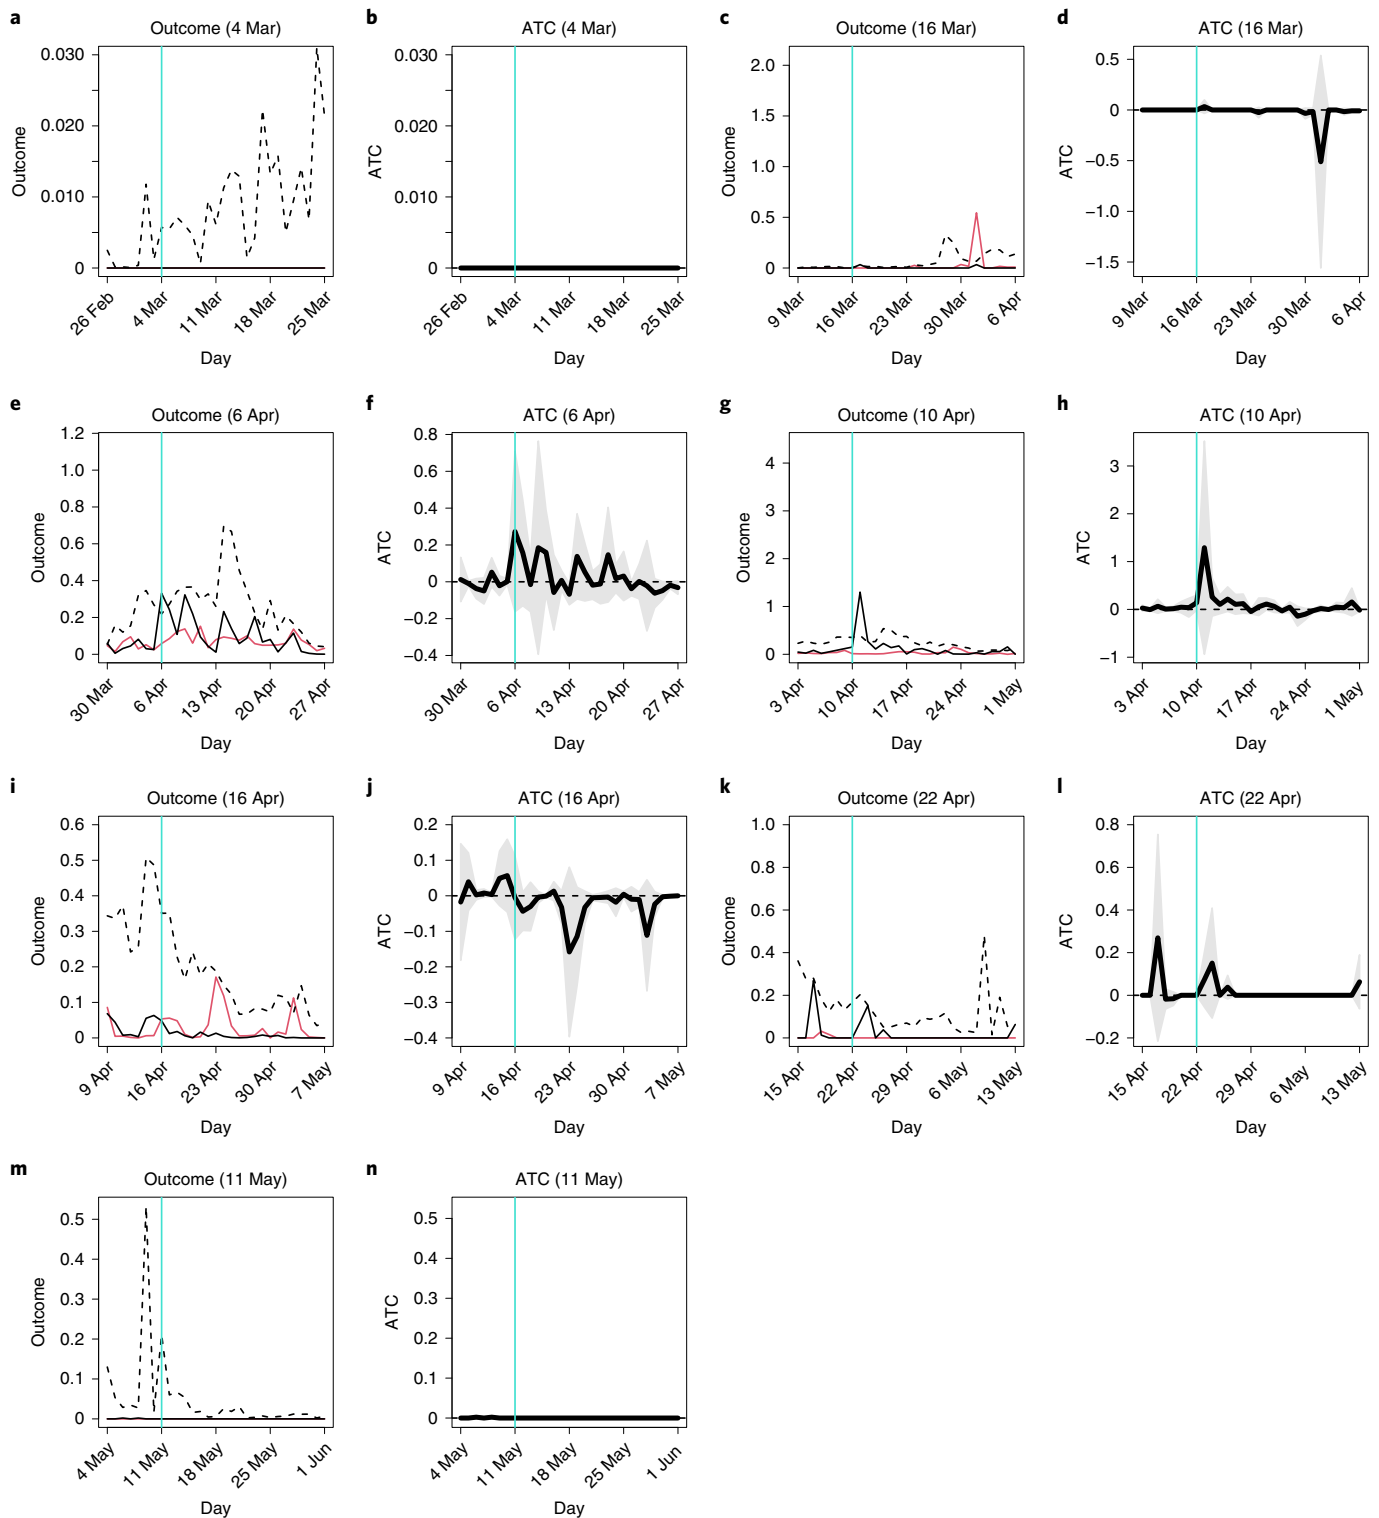 a
Outcome (4 Mar)
0.030
0.020
0.010
0
Outcome
26 Feb
4 Mar
11 Mar
18 Mar
25 Mar
Day
b
ATC (4 Mar)
0.030
0.020
0.010
0
ATC
26 Feb
4 Mar
11 Mar
18 Mar
25 Mar
Day
c
Outcome (16 Mar)
2.0
1.5
1.0
0.5
0
Outcome
9 Mar
16 Mar
23 Mar
30 Mar
6 Apr
Day
d
ATC (16 Mar)
0.5
0
−0.5
−1.0
−1.5
ATC
9 Mar
16 Mar
23 Mar
30 Mar
6 Apr
Day
e
Outcome (6 Apr)
1.2
1.0
0.8
0.6
0.4
0.2
0
Outcome
30 Mar
6 Apr
13 Apr
20 Apr
27 Apr
Day
f
ATC (6 Apr)
0.8
0.6
0.4
0.2
0
−0.2
−0.4
ATC
30 Mar
6 Apr
13 Apr
20 Apr
27 Apr
Day
g
Outcome (10 Apr)
4
3
2
1
0
Outcome
3 Apr
10 Apr
17 Apr
24 Apr
1 May
Day
h
ATC (10 Apr)
3
2
1
0
−1
ATC
3 Apr
10 Apr
17 Apr
24 Apr
1 May
Day
i
Outcome (16 Apr)
0.6
0.5
0.4
0.3
0.2
0.1
0
Outcome
9 Apr
16 Apr
23 Apr
30 Apr
7 May
Day
j
ATC (16 Apr)
0.2
0.1
0
−0.1
−0.2
−0.3
−0.4
ATC
9 Apr
16 Apr
23 Apr
30 Apr
7 May
Day
k
Outcome (22 Apr)
1.0
0.8
0.6
0.4
0.2
0
Outcome
15 Apr
22 Apr
29 Apr
6 May
13 May
Day
l
ATC (22 Apr)
0.8
0.6
0.4
0.2
0
−0.2
ATC
15 Apr
22 Apr
29 Apr
6 May
13 May
Day
m
Outcome (11 May)
0.5
0.4
0.3
0.2
0.1
0
Outcome
4 May
11 May
18 May
25 May
1 Jun
Day
n
ATC (11 May)
0.5
0.4
0.3
0.2
0.1
0
ATC
4 May
11 May
18 May
25 May
1 Jun
Day